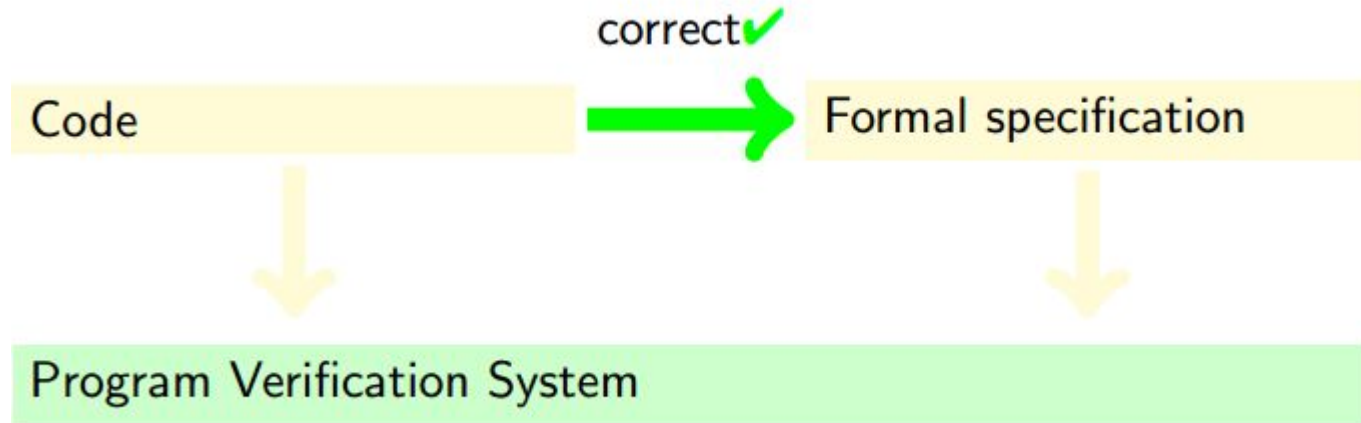 correct✔
Code
Formal specification
Program Verification System